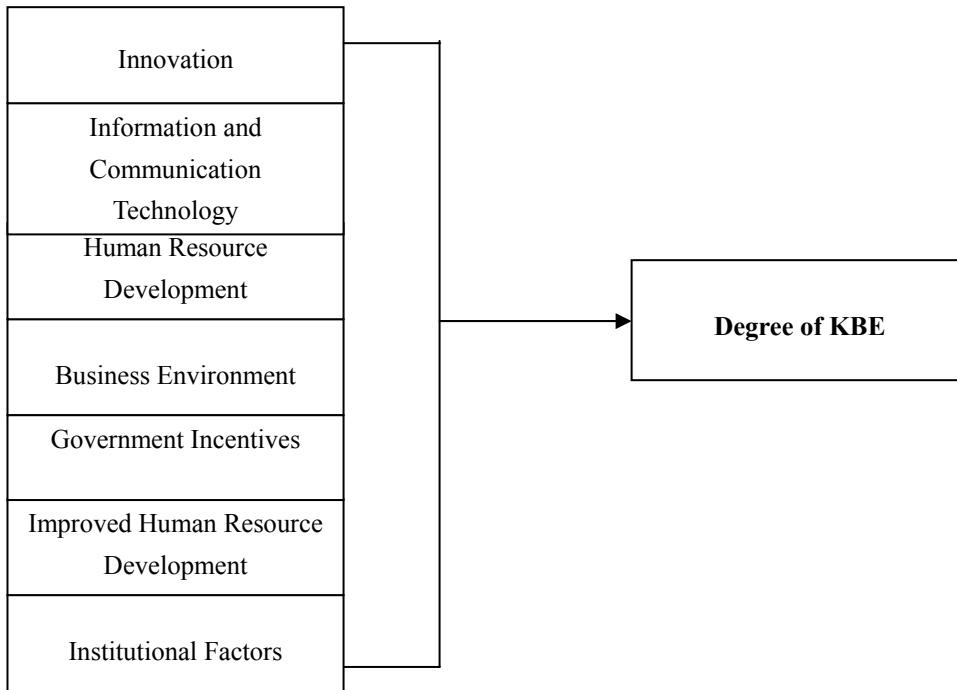 Innovation
Information and
Communication
Technology
Human Resource
Development
Business Environment
Government Incentives
Improved Human Resource
Development
Institutional Factors
Degree of KBE